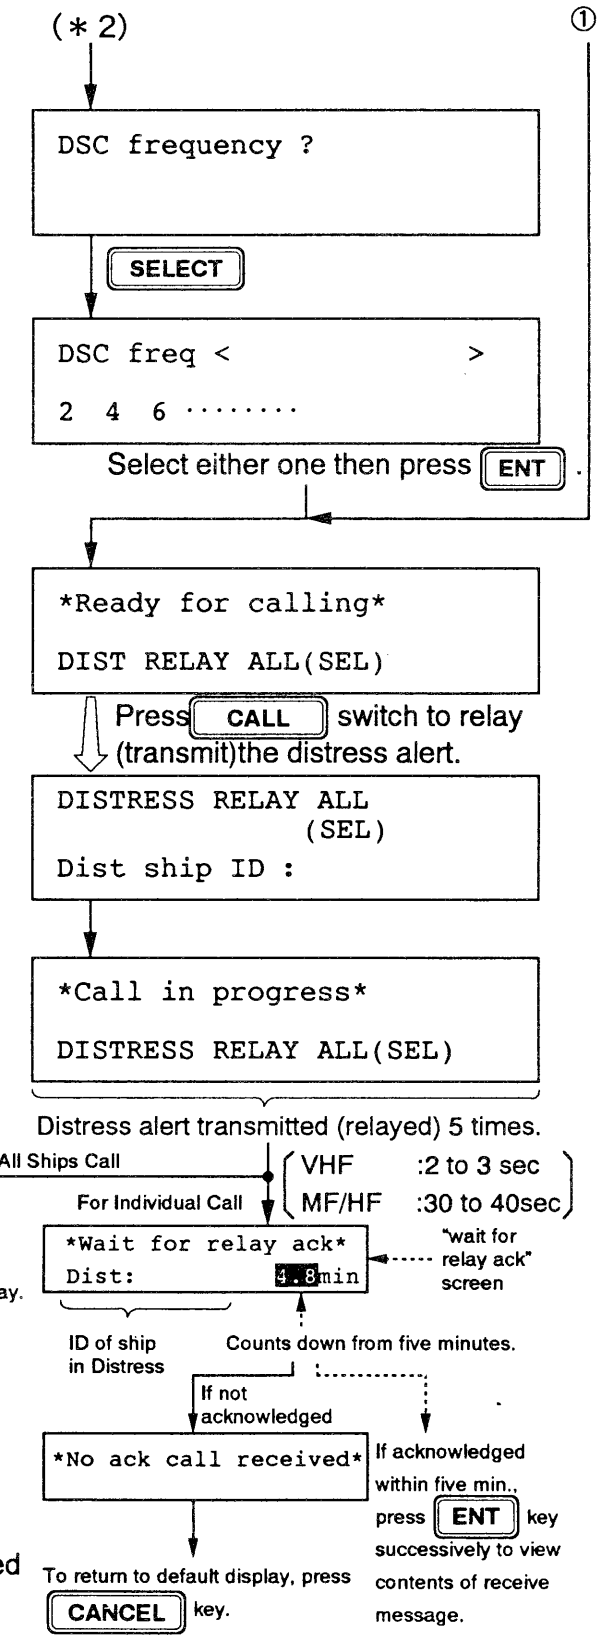 (*2)
①
DSC frequency ?
SELECT
DSC freq < >
2 4 6 ········
Select either one then press ENT .
*Ready for calling*
DIST RELAY ALL(SEL)
Press CALL switch to relay
(transmit)the distress alert.
DISTRESS RELAY ALL
(SEL)
Dist ship ID :
*Call in progress*
DISTRESS RELAY ALL(SEL)
Distress alert transmitted (relayed) 5 times.
All Ships Call
VHF :2 to 3 sec
MF/HF :30 to 40sec
For Individual Call
*Wait for relay ack*
Dist: 4.8min
"wait for
relay ack"
screen
ay.
ID of ship
in Distress
Counts down from five minutes.
If not
acknowledged
*No ack call received*
If acknowledged
within five min.,
press ENT key
successively to view
contents of receive
message.
ed
To return to default display, press
CANCEL key.